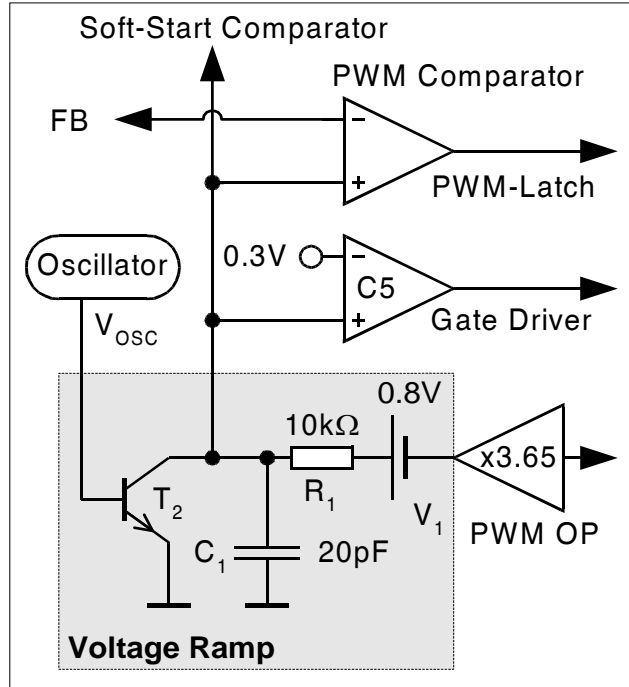 Soft-Start Comparator
PWM Comparator
FB
PWM-Latch
Oscillator
0.3V
C5
V_OSC
Gate Driver
0.8V
10kΩ
x3.65
T₂
R₁
V₁
PWM OP
C₁
20pF
Voltage Ramp